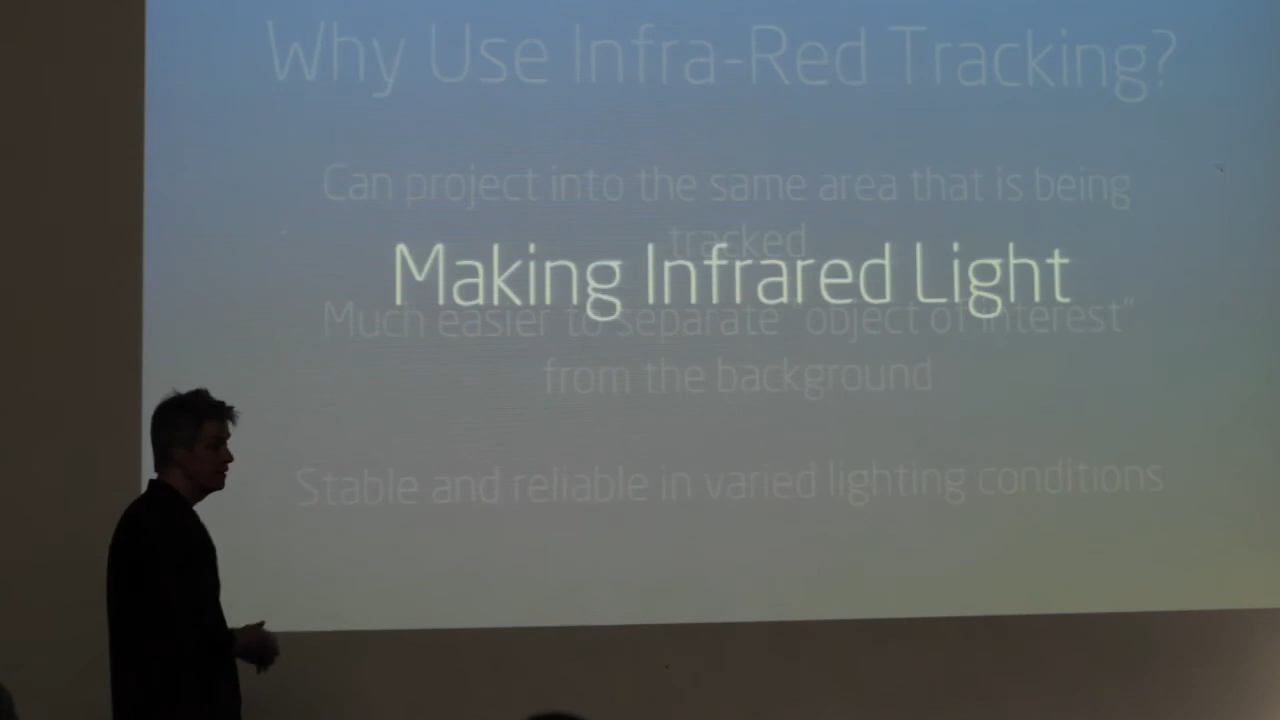 Why Use Infra-Red Tracking?
Can project into the same area that is being
tracked
Making Infrared Light
Much easier to separate "object of interest"
from the background
Stable and reliable in varied lighting conditions